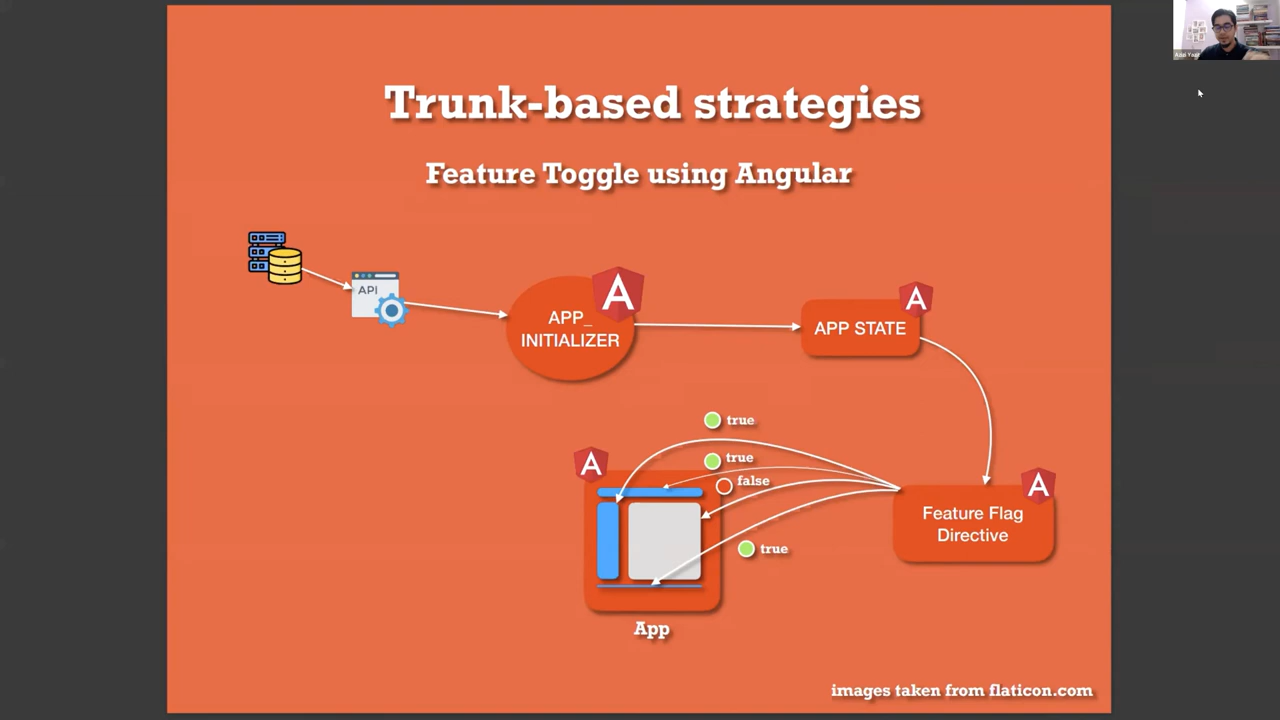 Trunk-based strategies
Feature Toggle using Angular
API
APP_
INITIALIZER
A
APP STATE
A
true
true
false
true
A
Feature Flag
Directive
A
App
images taken from flaticon.com